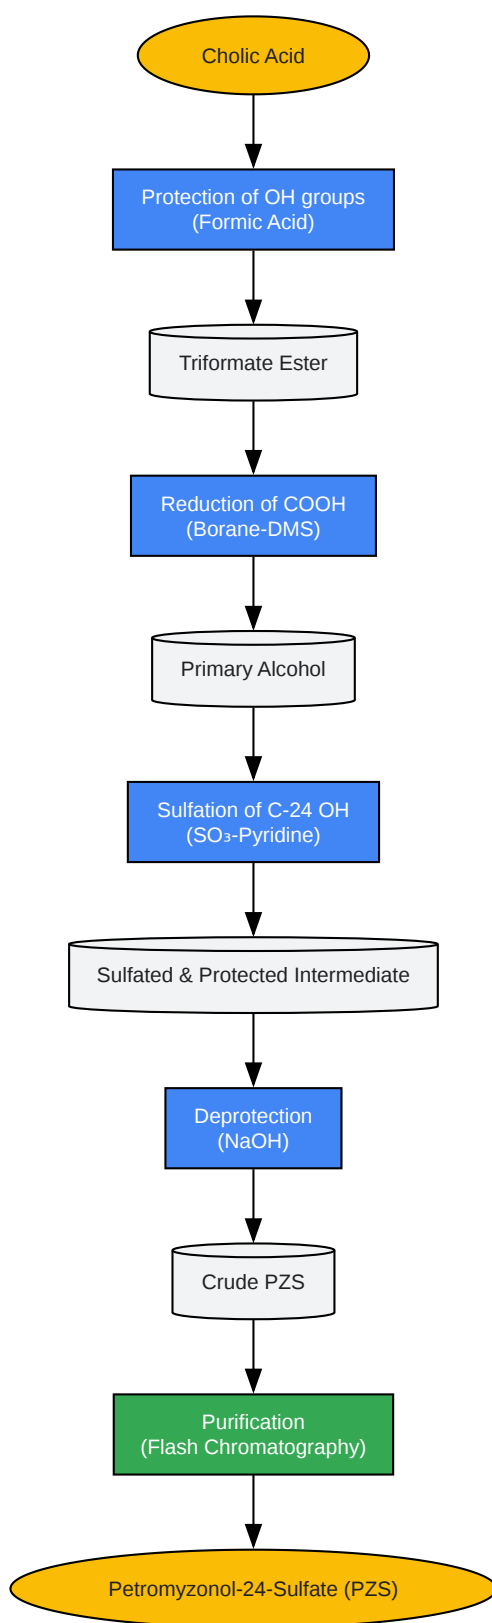 Cholic Acid
Protection of OH groups
(Formic Acid)
Triformate Ester
Reduction of COOH
(Borane-DMS)
Primary Alcohol
Sulfation of C-24 OH
(SO₃-Pyridine)
Sulfated & Protected Intermediate
Deprotection
(NaOH)
Crude PZS
Purification
(Flash Chromatography)
Petromyzonol-24-Sulfate (PZS)